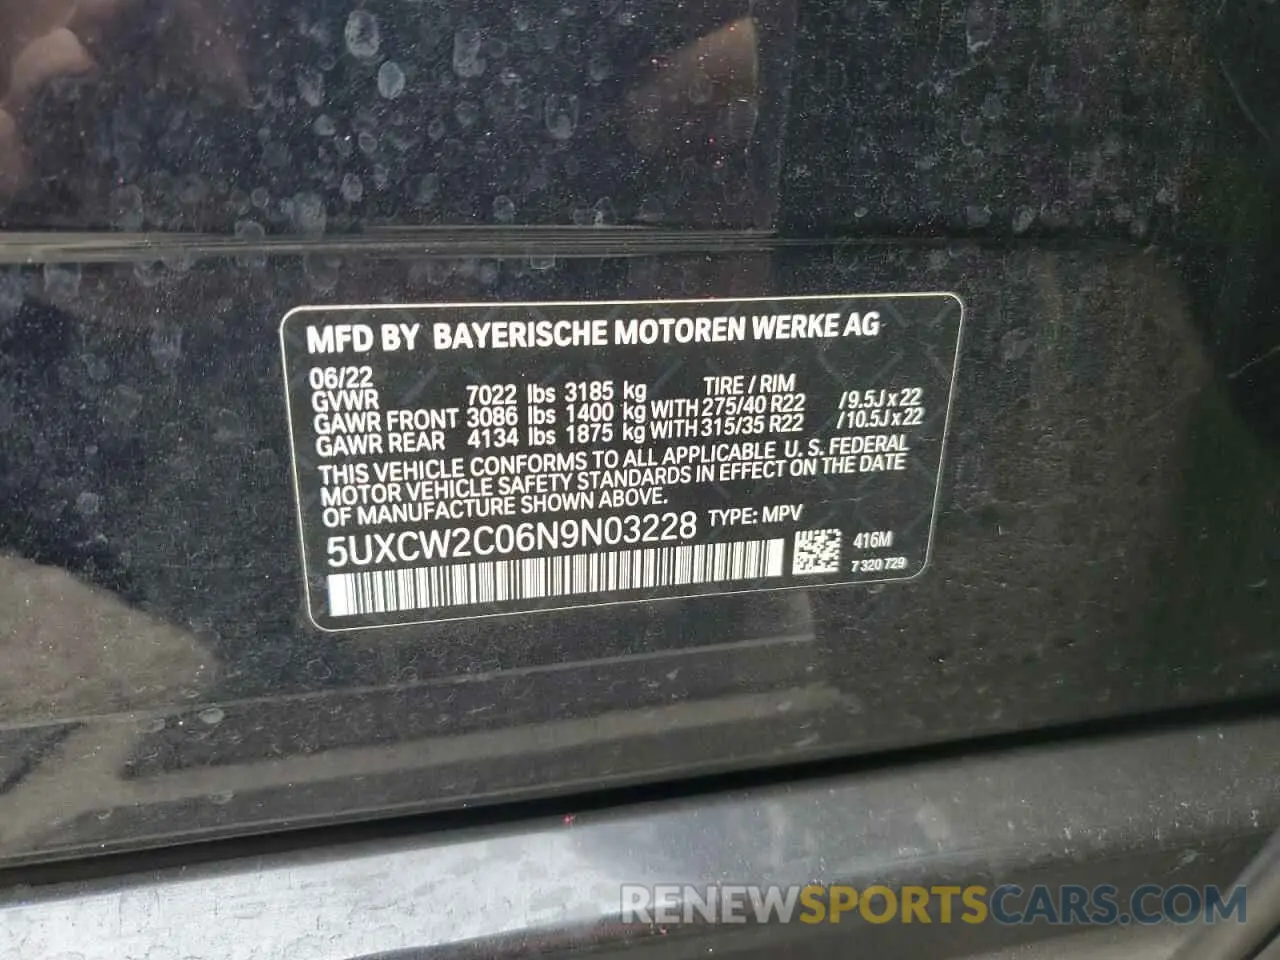 MFD BY BAYERISCHE MOTOREN WERKE AG
06/22
GVWR 7022 lbs 3185 kg TIRE / RIM
GAWR FRONT 3086 lbs 1400 kg WITH 275/40 R22 /9.5J x 22
GAWR REAR 4134 lbs 1875 kg WITH 315/35 R22 /10.5J x 22
THIS VEHICLE CONFORMS TO ALL APPLICABLE U. S. FEDERAL
MOTOR VEHICLE SAFETY STANDARDS IN EFFECT ON THE DATE
OF MANUFACTURE SHOWN ABOVE.
5UXCW2C06N9N03228 TYPE: MPV
416M
7 320 729
RENEWSPORTSCARS.COM